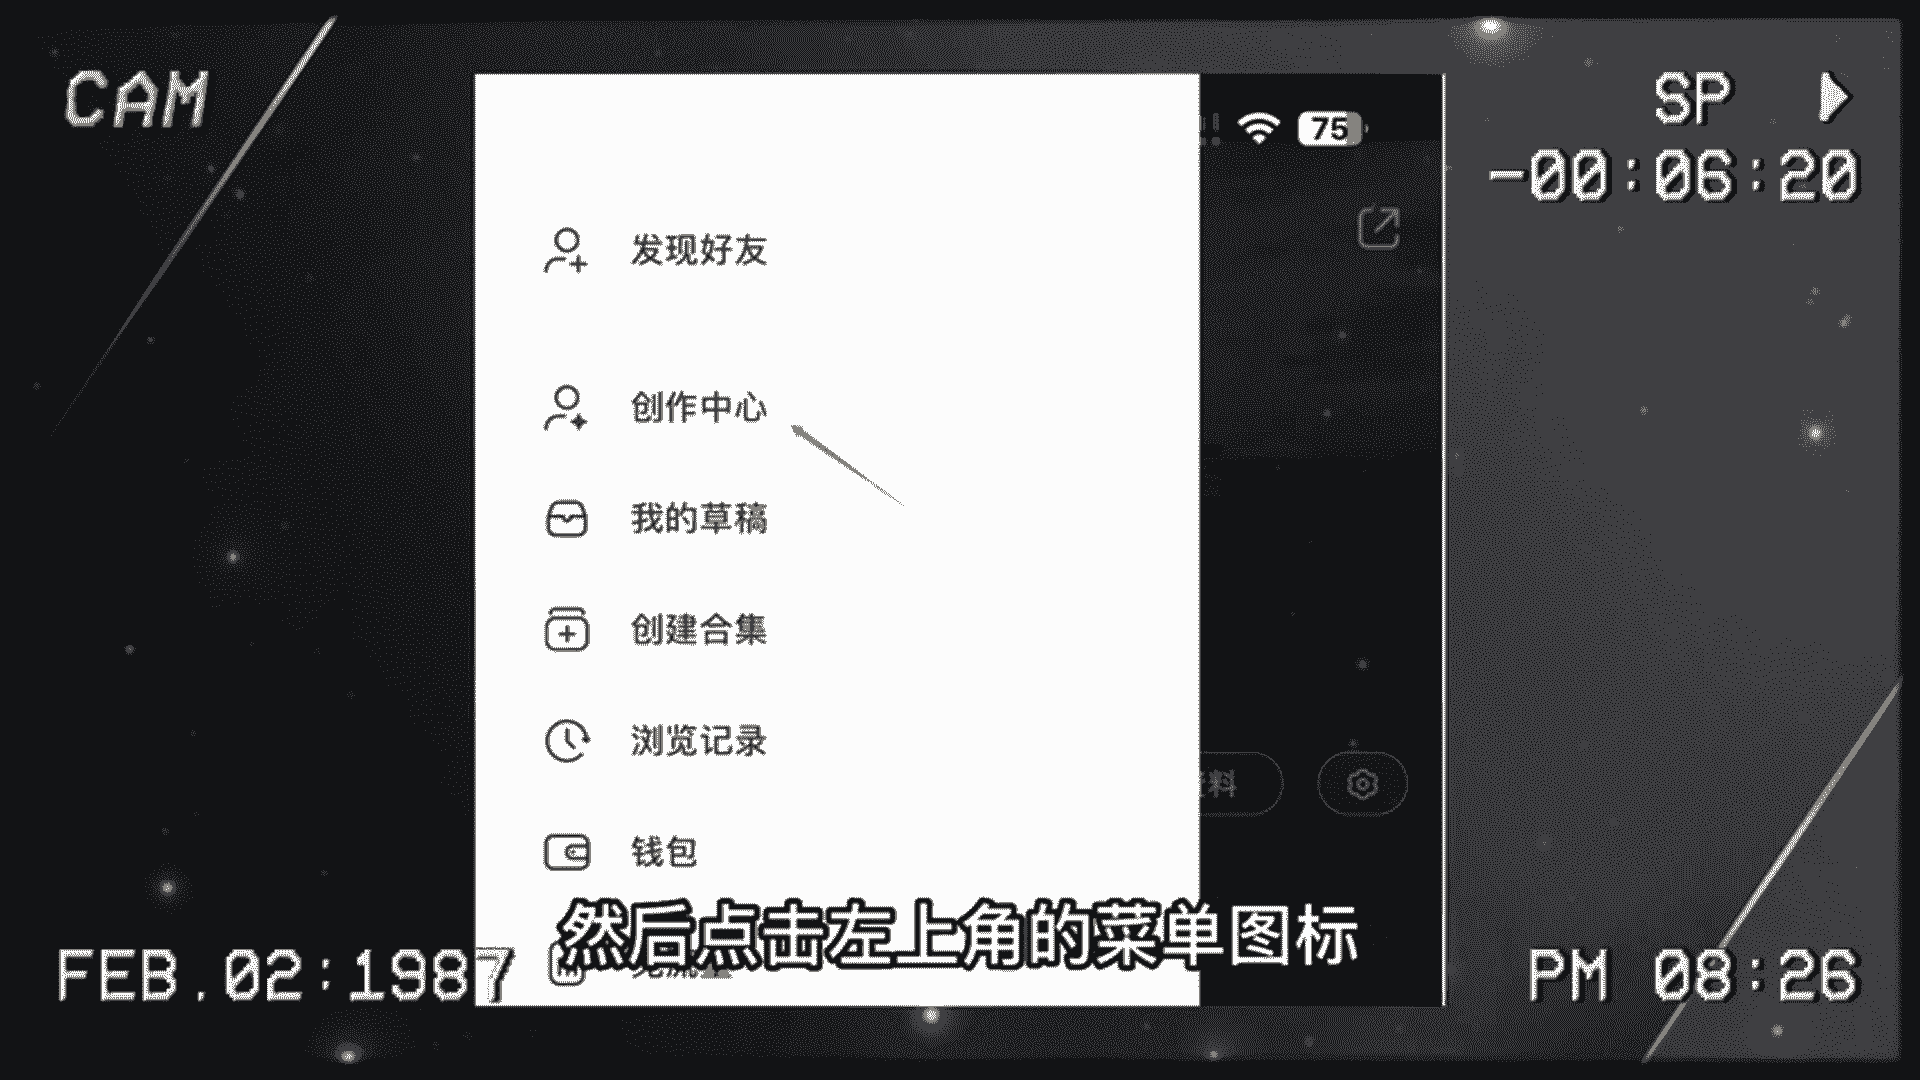 CAM
SP
-00:06:20
75
发现好友
创作中心
我的草稿
创建合集
浏览记录
料
钱包
然后点击左上角的菜单图标
FEB.02:1987
PM 08:26